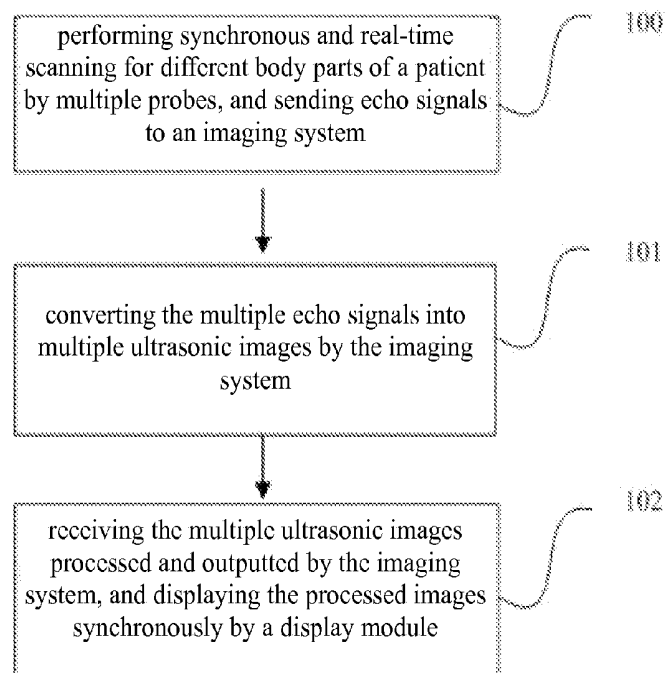 performing synchronous and real-time
scanning for different body parts of a patient
by multiple probes, and sending echo signals
to an imaging system
100
converting the multiple echo signals into
multiple ultrasonic images by the imaging
system
101
receiving the multiple ultrasonic images
processed and outputted by the imaging
system, and displaying the processed images
synchronously by a display module
102